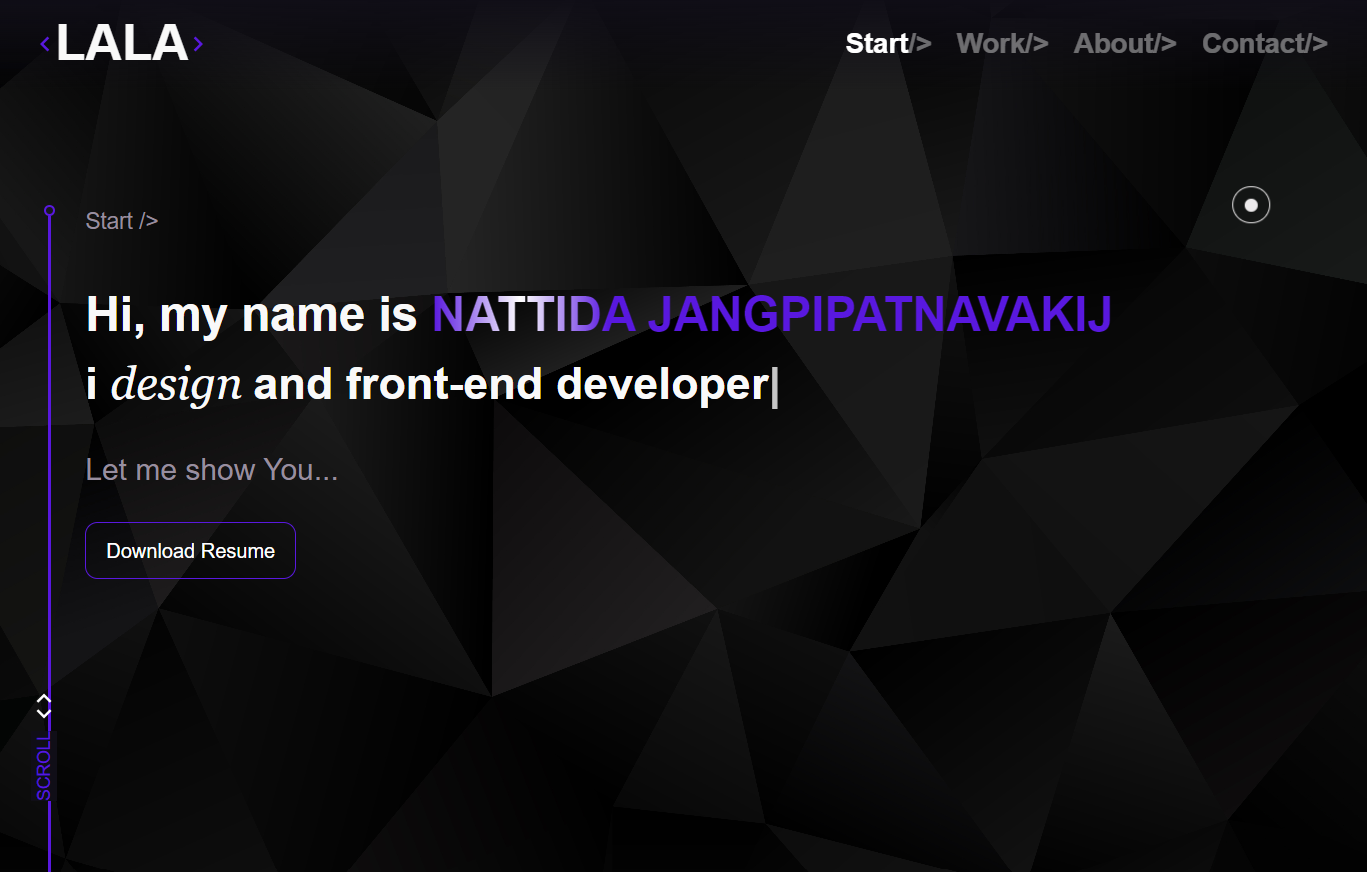 <LALA>
Start/> Work/> About/> Contact/>
Start />
Hi, my name is NATTIDA JANGPIPATNAVAKIJ
i design and front-end developer|
Let me show You...
Download Resume
SCROLL